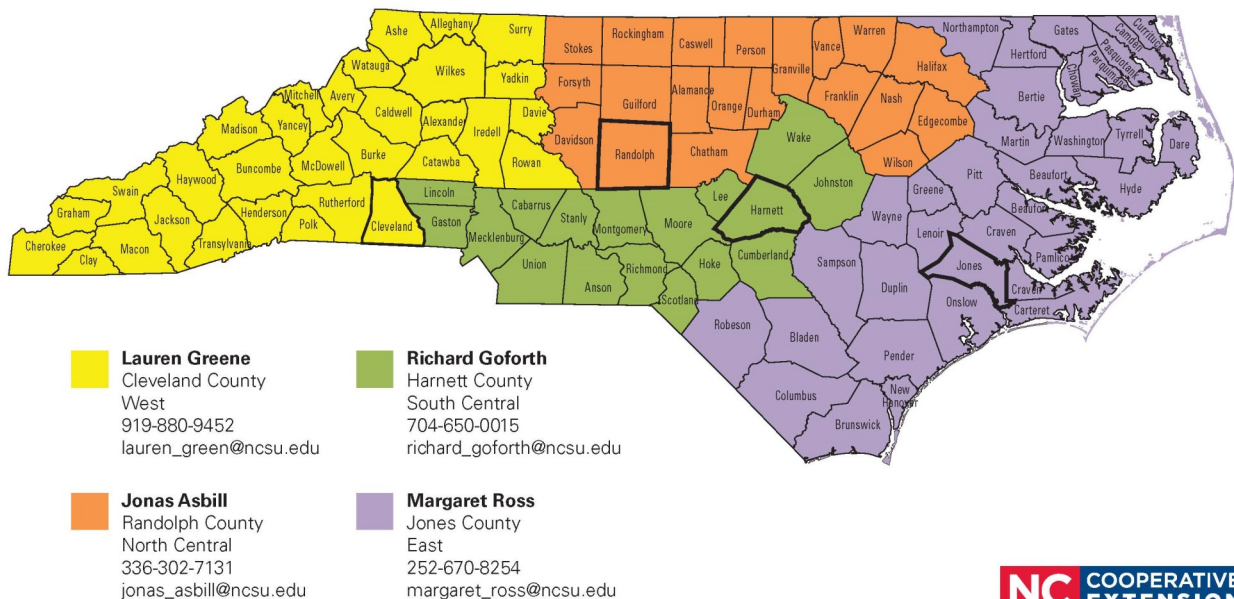 Ashe
Alleghany
Surry
Stokes
Rockingham
Caswell
Person
Granville
Vance
Warren
Northampton
Gates
Currituck
Camden
Pasquotank
Perquimans
Chowan
Hertford
Halifax
Watauga
Wilkes
Yadkin
Forsyth
Guilford
Alamance
Orange
Durham
Franklin
Nash
Bertie
Mitchell
Avery
Caldwell
Alexander
Iredell
Davie
Davidson
Edgecombe
Madison
Yancey
Martin
Washington
Tyrrell
Dare
Burke
Catawba
Rowan
Randolph
Chatham
Wake
Wilson
McDowell
Buncombe
Haywood
Swain
Lincoln
Cabarrus
Stanly
Montgomery
Moore
Lee
Harnett
Johnston
Greene
Pitt
Beaufort
Hyde
Graham
Jackson
Henderson
Rutherford
Polk
Cleveland
Gaston
Mecklenburg
Wayne
Lenoir
Craven
Beaufort
Pamlico
Cherokee
Clay
Macon
Transylvania
Union
Anson
Richmond
Scotland
Hoke
Cumberland
Sampson
Duplin
Jones
Craven
Onslow
Carteret
Robeson
Bladen
Pender
Columbus
New
Hanover
Brunswick
Lauren Greene
Cleveland County
West
919-880-9452
lauren_green@ncsu.edu
Richard Goforth
Harnett County
South Central
704-650-0015
richard_goforth@ncsu.edu
Jonas Asbill
Randolph County
North Central
336-302-7131
jonas_asbill@ncsu.edu
Margaret Ross
Jones County
East
252-670-8254
margaret_ross@ncsu.edu
NC COOPERATIVE
EXTENSION